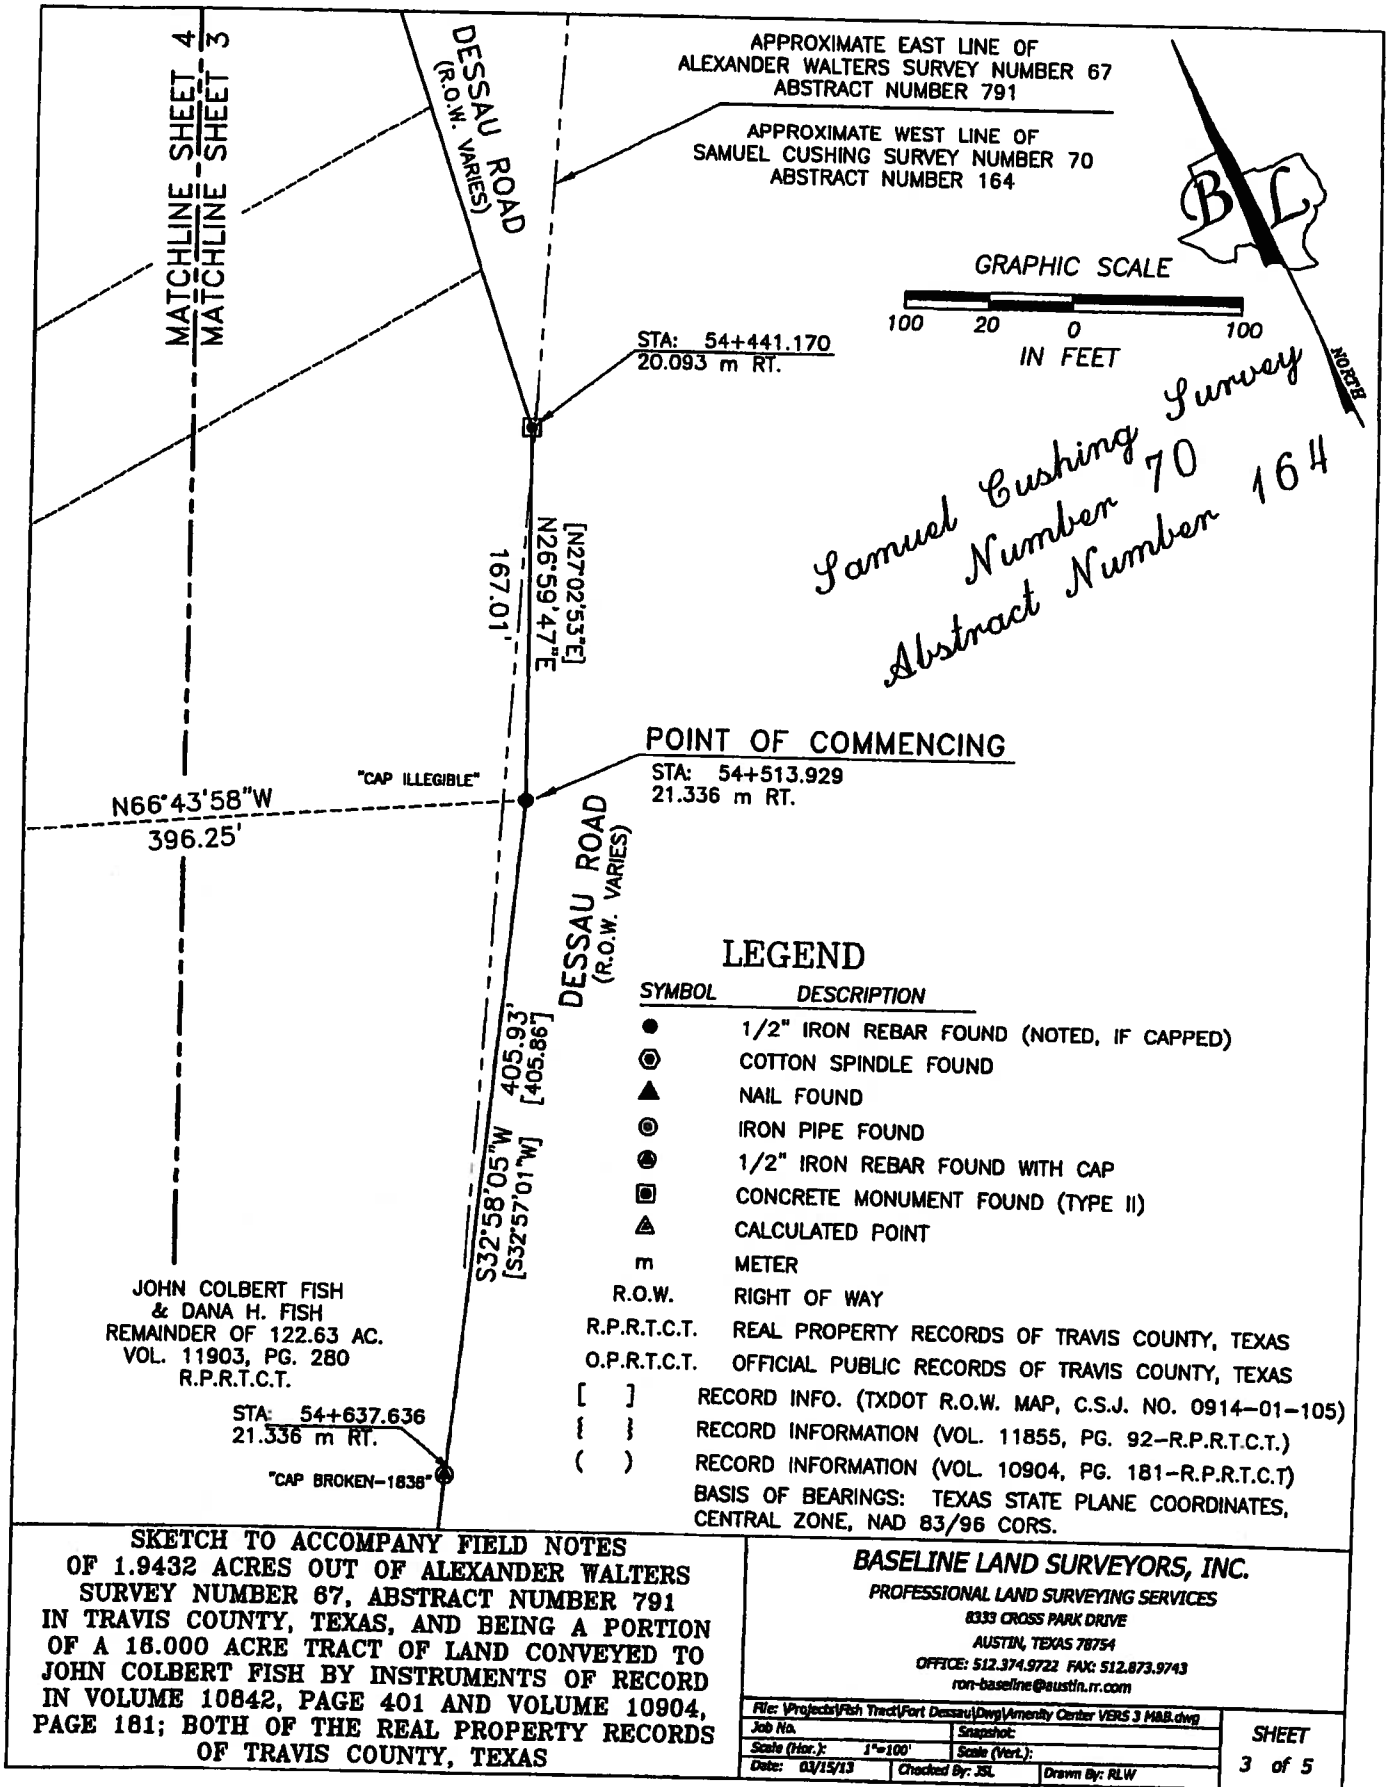 MATCHLINE SHEET 4
MATCHLINE SHEET 3
DESSAU ROAD
(R.O.W. VARIES)
APPROXIMATE EAST LINE OF
ALEXANDER WALTERS SURVEY NUMBER 67
ABSTRACT NUMBER 791
APPROXIMATE WEST LINE OF
SAMUEL CUSHING SURVEY NUMBER 70
ABSTRACT NUMBER 164
B L
NORTH
GRAPHIC SCALE
100 20 0 100
IN FEET
STA: 54+441.170
20.093 m RT.
Samuel Cushing Survey
Number 70
Abstract Number 164
[N27°02'53"E]
N26°59'47"E
167.01'
POINT OF COMMENCING
STA: 54+513.929
21.336 m RT.
"CAP ILLEGIBLE"
N66°43'58"W
396.25'
DESSAU ROAD
(R.O.W. VARIES)
S32°58'05"W 405.93'
[S32°57'01"W] [405.86']
LEGEND
SYMBOL DESCRIPTION
1/2" IRON REBAR FOUND (NOTED, IF CAPPED)
COTTON SPINDLE FOUND
NAIL FOUND
IRON PIPE FOUND
1/2" IRON REBAR FOUND WITH CAP
CONCRETE MONUMENT FOUND (TYPE II)
CALCULATED POINT
m METER
R.O.W. RIGHT OF WAY
R.P.R.T.C.T. REAL PROPERTY RECORDS OF TRAVIS COUNTY, TEXAS
O.P.R.T.C.T. OFFICIAL PUBLIC RECORDS OF TRAVIS COUNTY, TEXAS
[ ] RECORD INFO. (TXDOT R.O.W. MAP, C.S.J. NO. 0914-01-105)
{ } RECORD INFORMATION (VOL. 11855, PG. 92-R.P.R.T.C.T.)
( ) RECORD INFORMATION (VOL. 10904, PG. 181-R.P.R.T.C.T)
BASIS OF BEARINGS: TEXAS STATE PLANE COORDINATES,
CENTRAL ZONE, NAD 83/96 CORS.
JOHN COLBERT FISH
& DANA H. FISH
REMAINDER OF 122.63 AC.
VOL. 11903, PG. 280
R.P.R.T.C.T.
STA: 54+637.636
21.336 m RT.
"CAP BROKEN-1838"
SKETCH TO ACCOMPANY FIELD NOTES
OF 1.9432 ACRES OUT OF ALEXANDER WALTERS
SURVEY NUMBER 67, ABSTRACT NUMBER 791
IN TRAVIS COUNTY, TEXAS, AND BEING A PORTION
OF A 16.000 ACRE TRACT OF LAND CONVEYED TO
JOHN COLBERT FISH BY INSTRUMENTS OF RECORD
IN VOLUME 10842, PAGE 401 AND VOLUME 10904,
PAGE 181; BOTH OF THE REAL PROPERTY RECORDS
OF TRAVIS COUNTY, TEXAS
BASELINE LAND SURVEYORS, INC.
PROFESSIONAL LAND SURVEYING SERVICES
8333 CROSS PARK DRIVE
AUSTIN, TEXAS 78754
OFFICE: 512.374.9722 FAX: 512.873.9743
ron-baseline@austin.rr.com
File: \Projects\Fish Tract\Fort Dessau\Dwg\Amenity Center VERS 3 M&B.dwg
Job No. Snapshot:
Scale (Hor.): 1"=100' Scale (Vert.):
Date: 03/15/13 Checked By: JSL Drawn By: RLW
SHEET
3 of 5